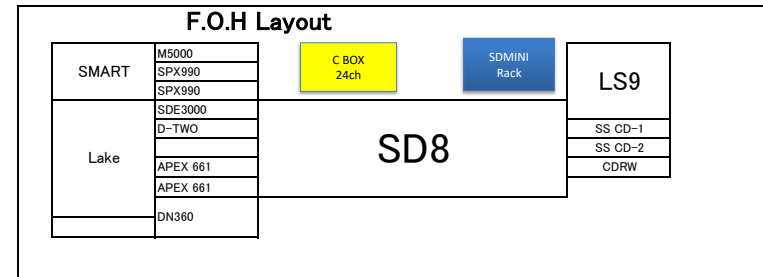 F.O.H Layout
SMART
M5000
SPX990
SPX990
C BOX
24ch
SDMINI
Rack
LS9
Lake
SDE3000
D-TWO
APEX 661
APEX 661
DN360
SD8
SS CD-1
SS CD-2
CDRW